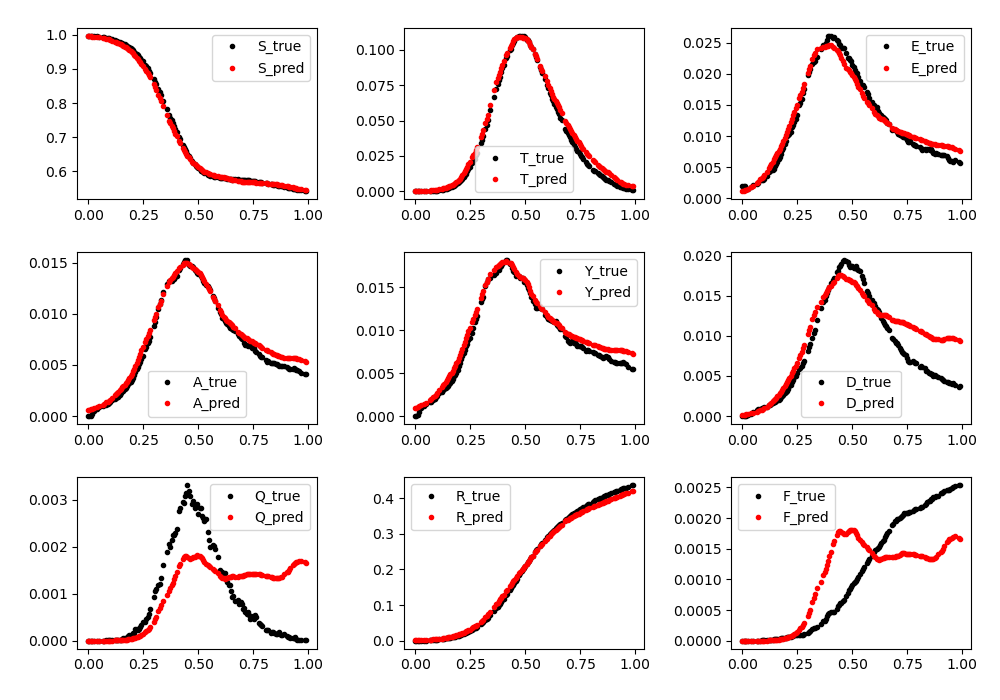 1.0
0.9
0.8
0.7
0.6
S_true
S_pred
0.00 0.25 0.50 0.75 1.00
0.100
0.075
0.050
0.025
0.000
T_true
T_pred
0.00 0.25 0.50 0.75 1.00
0.025
0.020
0.015
0.010
0.005
0.000
E_true
E_pred
0.00 0.25 0.50 0.75 1.00
0.015
0.010
0.005
0.000
A_true
A_pred
0.00 0.25 0.50 0.75 1.00
0.015
0.010
0.005
0.000
Y_true
Y_pred
0.00 0.25 0.50 0.75 1.00
0.020
0.015
0.010
0.005
0.000
D_true
D_pred
0.00 0.25 0.50 0.75 1.00
0.003
0.002
0.001
0.000
Q_true
Q_pred
0.00 0.25 0.50 0.75 1.00
0.4
0.3
0.2
0.1
0.0
R_true
R_pred
0.00 0.25 0.50 0.75 1.00
0.0025
0.0020
0.0015
0.0010
0.0005
0.0000
F_true
F_pred
0.00 0.25 0.50 0.75 1.00